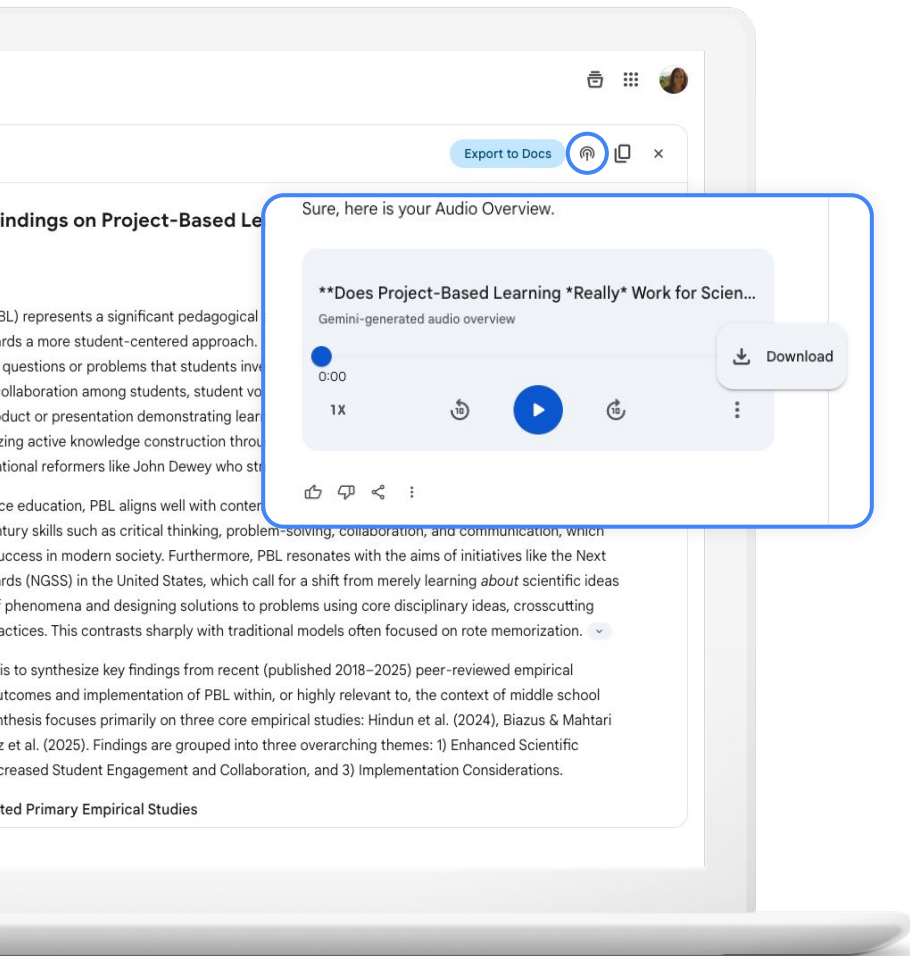 Export to Docs
indings on Project-Based Le
Sure, here is your Audio Overview.
**Does Project-Based Learning *Really* Work for Scien...
Gemini-generated audio overview
Download
0:00
1X
10
10
BL) represents a significant pedagogical
rds a more student-centered approach.
questions or problems that students inve
ollaboration among students, student vo
oduct or presentation demonstrating lear
zing active knowledge construction throu
tional reformers like John Dewey who str
ce education, PBL aligns well with conter
ntury skills such as critical thinking, problem-solving, collaboration, and communication, which
uccess in modern society. Furthermore, PBL resonates with the aims of initiatives like the Next
rds (NGSS) in the United States, which call for a shift from merely learning about scientific ideas
f phenomena and designing solutions to problems using core disciplinary ideas, crosscutting
actices. This contrasts sharply with traditional models often focused on rote memorization.
is to synthesize key findings from recent (published 2018–2025) peer-reviewed empirical
utcomes and implementation of PBL within, or highly relevant to, the context of middle school
nthesis focuses primarily on three core empirical studies: Hindun et al. (2024), Biazus & Mahtari
z et al. (2025). Findings are grouped into three overarching themes: 1) Enhanced Scientific
creased Student Engagement and Collaboration, and 3) Implementation Considerations.
ted Primary Empirical Studies